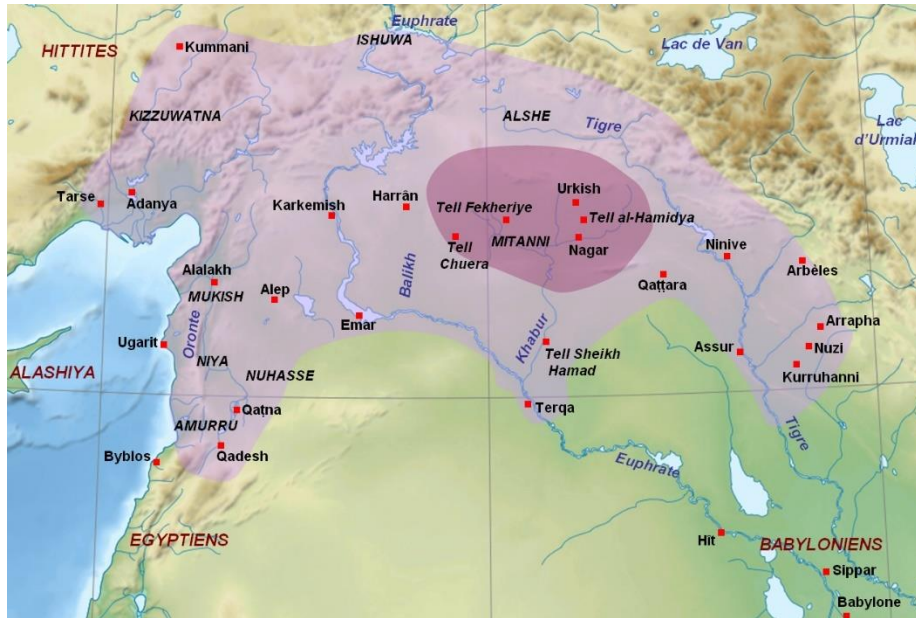 Euphrate
HITTITES
Kummani
ISHUWA
Lac de Van
KIZZUWATNA
ALSHE
Tigre
Lac
d'Urmiah
Tarse
Adanya
Karkemish
Harrân
Urkish
Tell Fekheriye
Tell al-Hamidya
MITANNI
Tell
Chuera
Nagar
Ninive
Arbèles
Alalakh
MUKISH
Alep
Balikh
Qaṭṭara
Emar
Khabur
Arrapha
Ugarit
Oronte
NIYA
Assur
Nuzi
Tell Sheikh
Hamad
Kurruhanni
ALASHIYA
NUHASSE
Qaṭna
Terqa
AMURRU
Qadesh
Tigre
Byblos
Euphrate
EGYPTIENS
Hît
BABYLONIENS
Sippar
Babylone